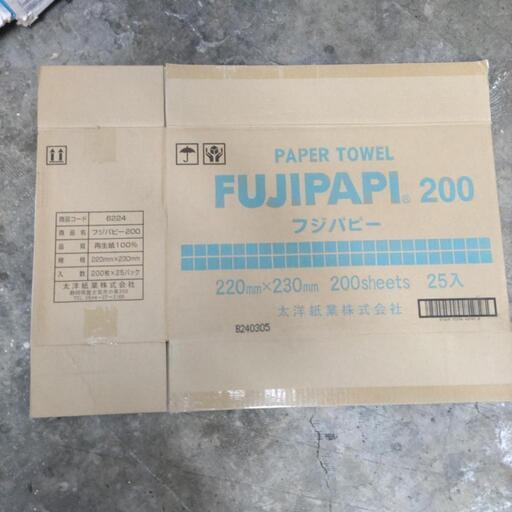 PAPER TOWEL
FUJIPAPI® 200
フジパピー
220mm×230mm 200sheets 25入
太洋紙業株式会社
B240305
商品コード 6224
商品名 フジパピー200
品質 再生紙100%
規格 220mm×230mm
入数 200枚×25パック
太洋紙業株式会社